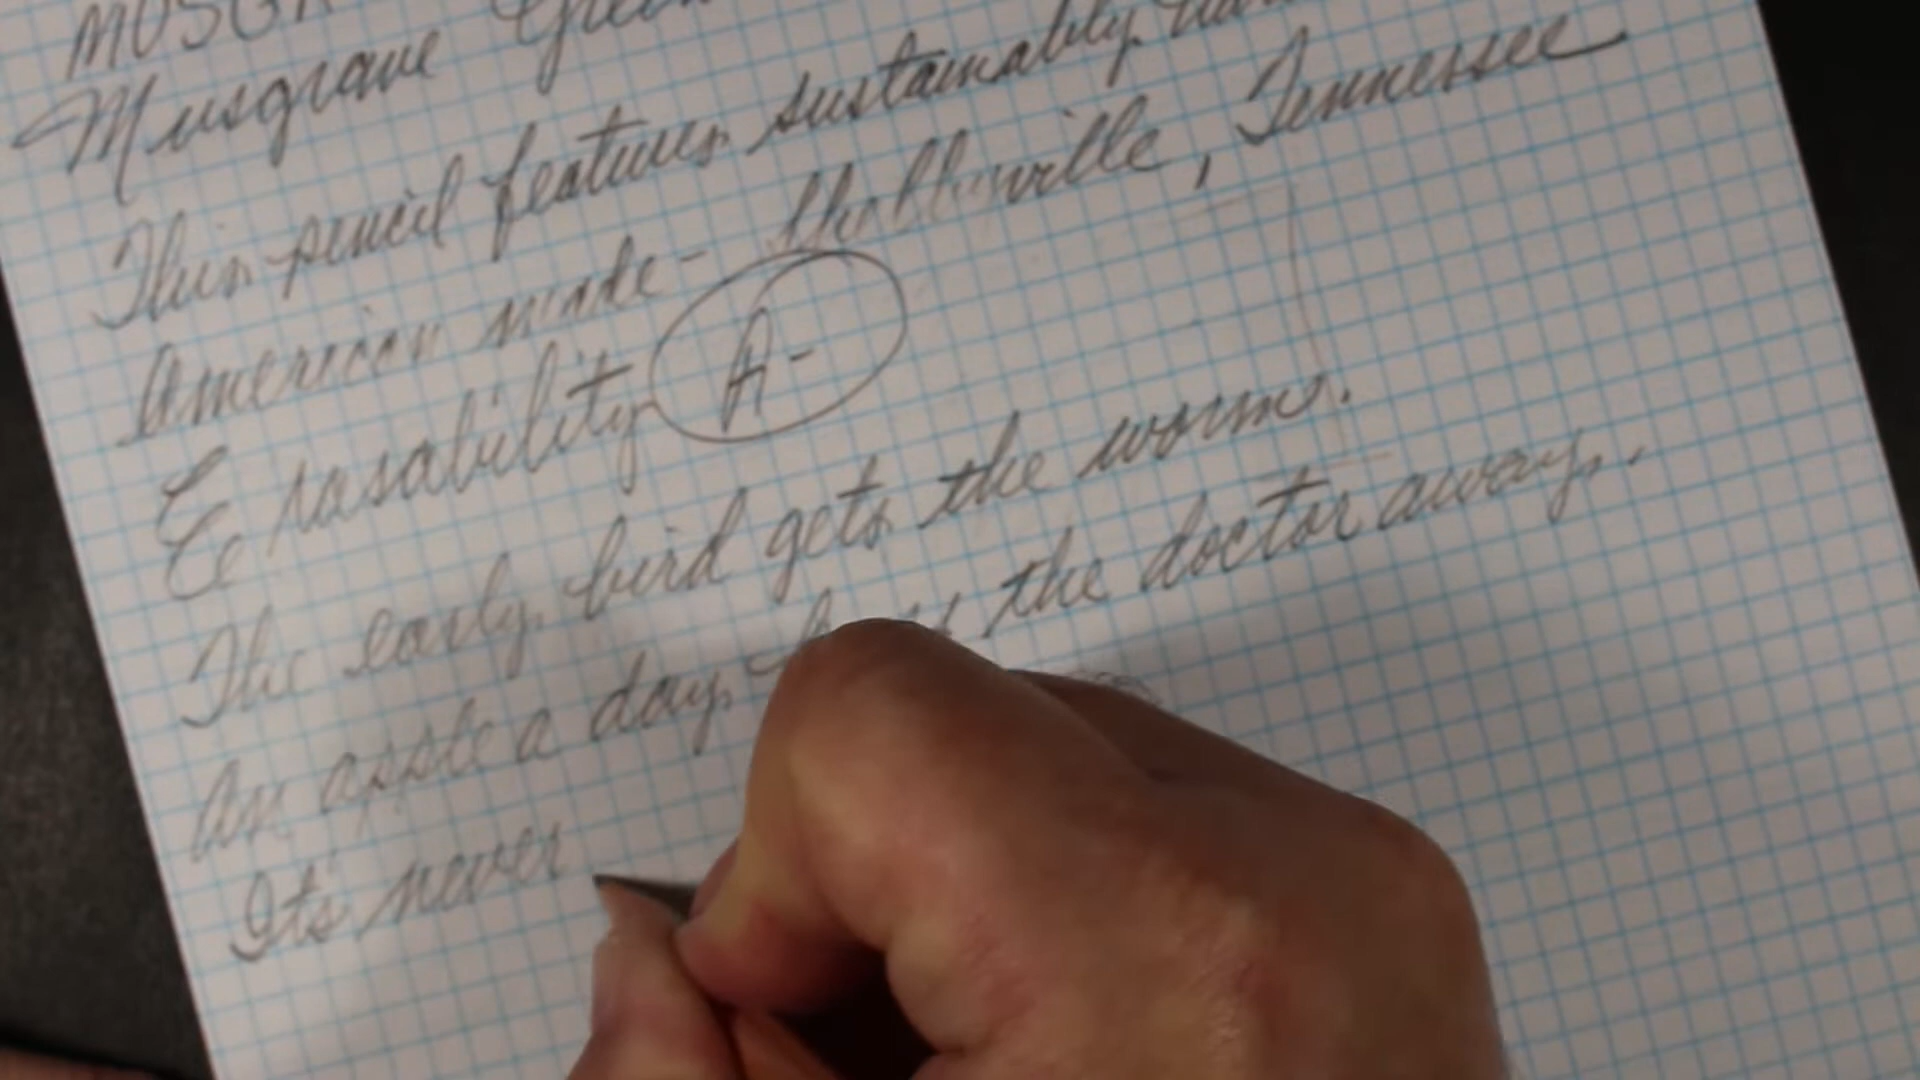 Musgrave Green
This pencil features sustainably
American made - Shelbyville, Tennessee
Erasability A-
The early bird gets the worm.
An apple a day the doctor away.
It's never